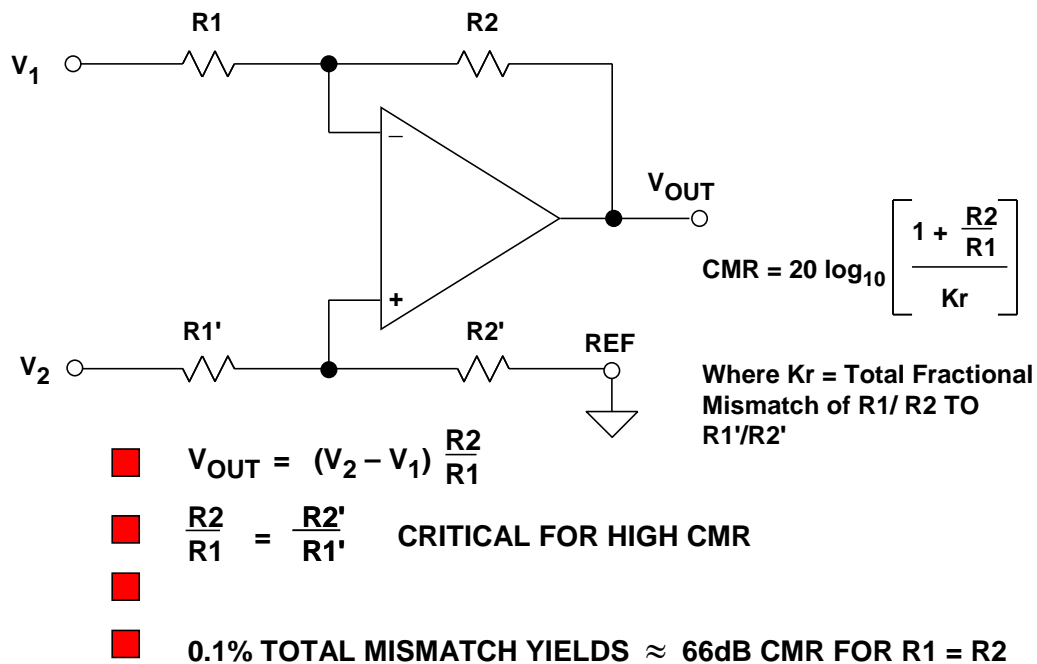 R1
R2
V1
−
VOUT
+
R1'
R2'
REF
V2
CMR = 20 log10 [ (1 + R2/R1) / Kr ]
Where Kr = Total Fractional
Mismatch of R1/ R2 TO
R1'/R2'
VOUT = (V2 – V1) R2/R1
R2/R1 = R2'/R1' CRITICAL FOR HIGH CMR
0.1% TOTAL MISMATCH YIELDS ≈ 66dB CMR FOR R1 = R2